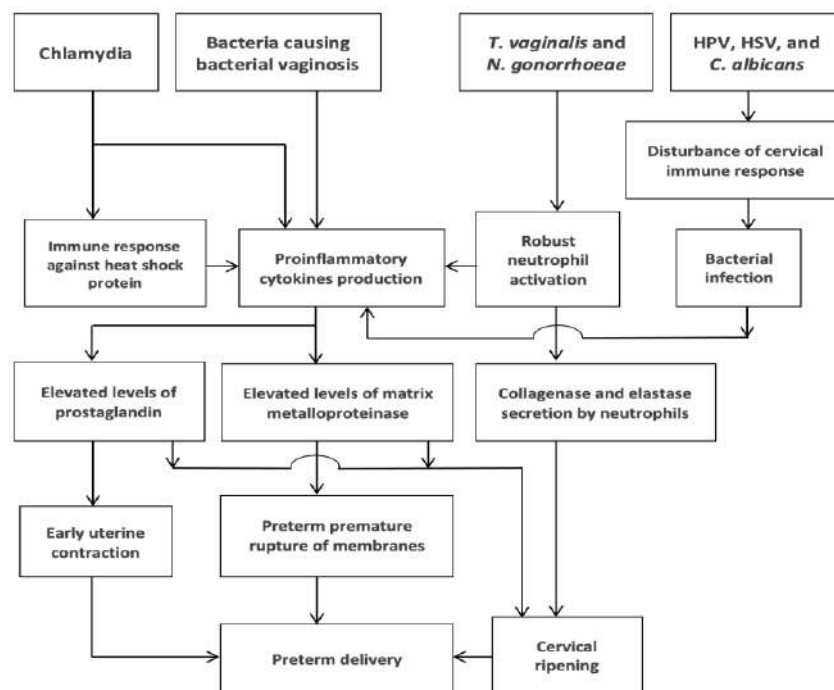 Chlamydia
Bacteria causing
bacterial vaginosis
T. vaginalis and
N. gonorrhoeae
HPV, HSV, and
C. albicans
Disturbance of cervical
immune response
Immune response
against heat shock
protein
Proinflammatory
cytokines production
Robust
neutrophil
activation
Bacterial
infection
Elevated levels of
prostaglandin
Elevated levels of matrix
metalloproteinase
Collagenase and elastase
secretion by neutrophils
Early uterine
contraction
Preterm premature
rupture of membranes
Preterm delivery
Cervical
ripening